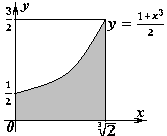 3/2
y
y = (1+x³)/2
1/2
0
∛2
x